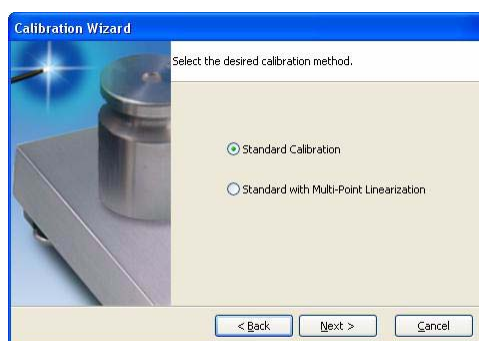 Calibration Wizard
Select the desired calibration method.
Standard Calibration
Standard with Multi-Point Linearization
< Back
Next >
Cancel